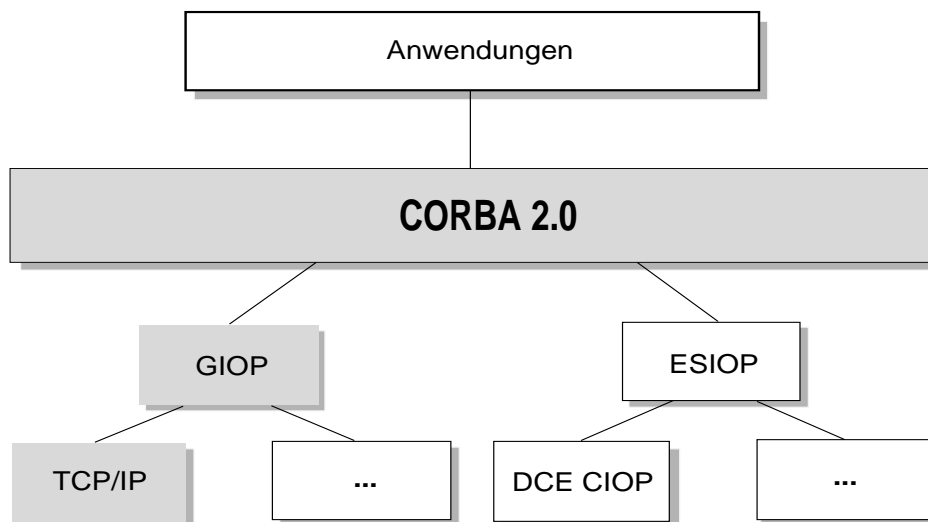 Anwendungen
CORBA 2.0
GIOP
ESIOP
TCP/IP
...
DCE CIOP
...